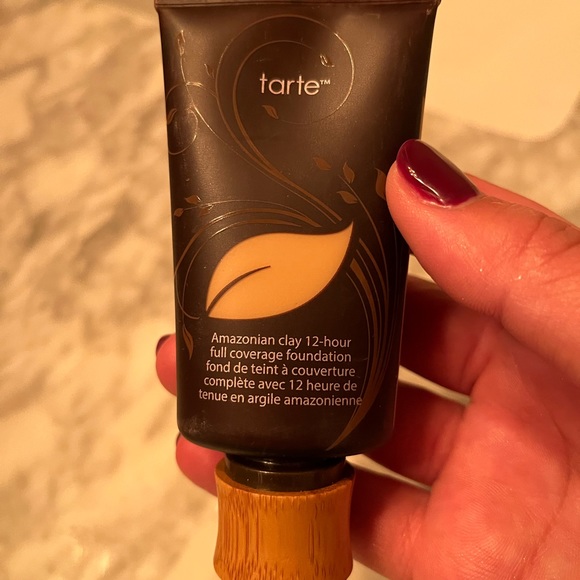 tarte™
Amazonian clay 12-hour
full coverage foundation
fond de teint à couverture
complète avec 12 heure de
tenue en argile amazonienne